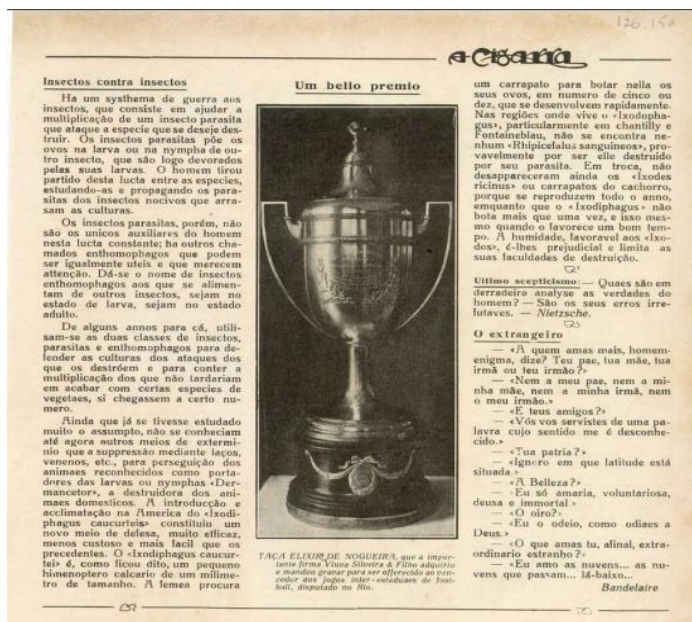 126.150
A Cigarra
Insectos contra insectos
Ha um systhema de guerra aos
insectos, que consiste em ajudar a
multiplicação de um insecto parasita
que ataque a especie que se deseje des-
truir. Os insectos parasitas põe os
ovos na larva ou na nympha de ou-
tro insecto, que são logo devorados
pelas suas larvas. O homem tirou
partido desta lucta entre as especies,
estudando-as e propagando os para-
sitas dos insectos nocivos que arra-
sam as culturas.
Os insectos parasitas, porém, não
são os unicos auxiliares do homem
nesta lucta constante; ha outros cha-
mados enthomophagos que podem
ser igualmente uteis e que merecem
attenção. Dá-se o nome de insectos
enthomophagos aos que se alimen-
tam de outros insectos, sejam no
estado de larva, sejam no estado
adulto.
De alguns annos para cá, utili-
sam-se as duas classes de insectos,
parasitas e enthomophagos para de-
fender as culturas dos ataques dos
que os destróem e para conter a
multiplicação dos que não tardariam
em acabar com certas especies de
vegetaes, si chegassem a certo nu-
mero.
Ainda que já se tivesse estudado
muito o assumpto, não se conheciam
até agora outros meios de extermi-
nio que a suppressão mediante laços,
venenos, etc., para perseguição dos
animaes reconhecidos como porta-
dores das larvas ou nymphas «Der-
mancetor», a destruidora dos ani-
maes domesticos. A introducção e
acclimatação na America do «Ixodi-
phagus caucurteis» constituiu um
novo meio de defesa, muito efficaz,
menos custoso e mais facil que os
precedentes. O «Ixodiphagus caucur-
tei» é, como ficou dito, um pequeno
himenoptero calcario de um milime-
tro de tamanho. A femea procura
Um bello premio
TAÇA ELIXIR DE NOGUEIRA, que a impor-
tante firma Viuva Silveira & Filho adquiriu
e mandou gravar para ser offerecido ao ven-
cedor dos jogos inter-estaduaes de foot-
ball, disputado no Rio.
um carrapato para botar nella os
seus ovos, em numero de cinco ou
dez, que se desenvolvem rapidamente.
Nas regiões onde vive o «Ixodopha-
gus», particularmente em chantilly e
Fontaineblau, não se encontra ne-
nhum «Rhipicefalus sanguineos», pro-
vavelmente por ser elle destruido
por seu parasita. Em troca, não
desappareceram ainda os «Ixodes
ricinus» ou carrapatos do cachorro,
porque se reproduzem todo o anno,
emquanto que o «Ixodiphagus» não
bota mais que uma vez, e isso mes-
mo quando o favorece um bom tem-
po. A humidade, favoravel aos «Ixo-
dos», é-lhes prejudicial e limita as
suas faculdades de destruição.
Ultimo scepticismo: — Quaes são em
derradeira analyse as verdades do
homem? — São os seus erros irre-
futaves. — Nietzsche.
O extrangeiro
— «A quem amas mais, homem-
enigma, dize? Teu pae, tua mãe, tua
irmã ou teu irmão?»
— «Nem a meu pae, nem a mi-
nha mãe, nem a minha irmã, nem
o meu irmão.»
— «E teus amigos?»
— «Vós vos servistes de uma pa-
lavra cujo sentido me é desconhe-
cido.»
— «Tua patria?»
— «Ignoro em que latitude está
situada.»
— «A Belleza?»
— «Eu só amaria, voluntariosa,
deusa e immortal»
— «O oiro?»
— «Eu o odeio, como odiaes a
Deus.»
— «O que amas tu, afinal, extra-
ordinario estranho?»
— «Eu amo as nuvens... as nu-
vens que passam... lá-baixo...
Bandelaire